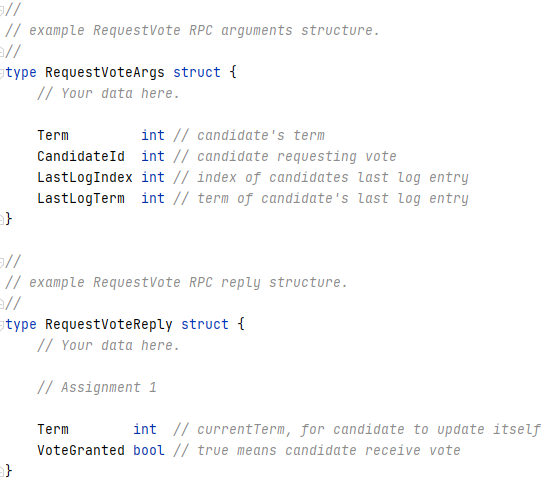 //
// example RequestVote RPC arguments structure.
//
type RequestVoteArgs struct {
    // Your data here.

    Term         int // candidate's term
    CandidateId  int // candidate requesting vote
    LastLogIndex int // index of candidates last log entry
    LastLogTerm  int // term of candidate's last log entry
}

//
// example RequestVote RPC reply structure.
//
type RequestVoteReply struct {
    // Your data here.

    // Assignment 1

    Term        int  // currentTerm, for candidate to update itself
    VoteGranted bool // true means candidate receive vote
}